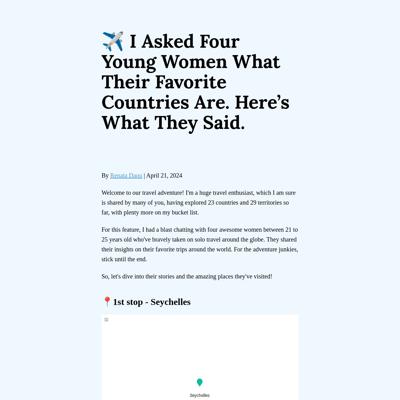 ✈️ I Asked Four
Young Women What
Their Favorite
Countries Are. Here’s
What They Said.
By Renata Daou | April 21, 2024
Welcome to our travel adventure! I'm a huge travel enthusiast, which I am sure
is shared by many of you, having explored 23 countries and 29 territories so
far, with plenty more on my bucket list.
For this feature, I had a blast chatting with four awesome women between 21 to
25 years old who've bravely taken on solo travel around the globe. They shared
their insights on their favorite trips around the world. For the adventure junkies,
stick until the end.
So, let's dive into their stories and the amazing places they've visited!
📍1st stop - Seychelles
Seychelles